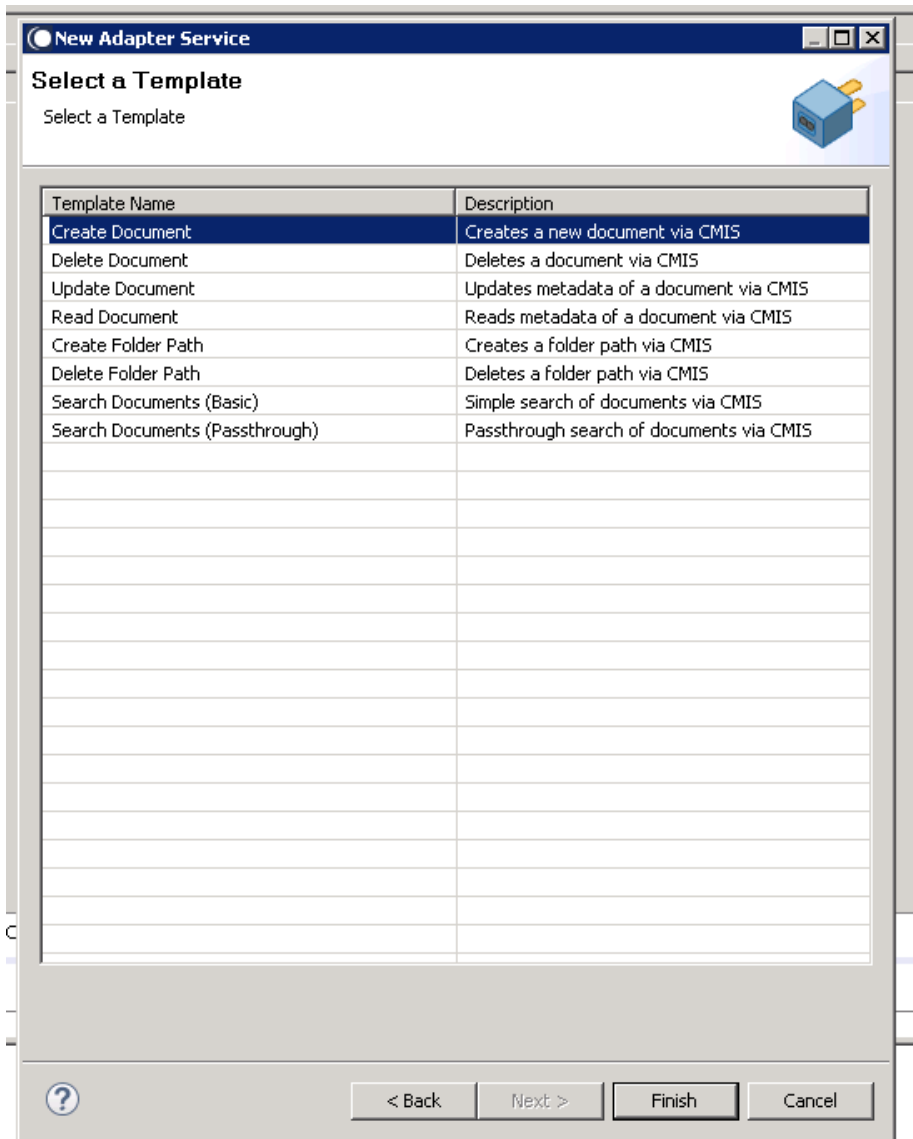 New Adapter Service
Select a Template
Select a Template
Template Name Description
Create Document Creates a new document via CMIS
Delete Document Deletes a document via CMIS
Update Document Updates metadata of a document via CMIS
Read Document Reads metadata of a document via CMIS
Create Folder Path Creates a folder path via CMIS
Delete Folder Path Deletes a folder path via CMIS
Search Documents (Basic) Simple search of documents via CMIS
Search Documents (Passthrough) Passthrough search of documents via CMIS
< Back Next > Finish Cancel